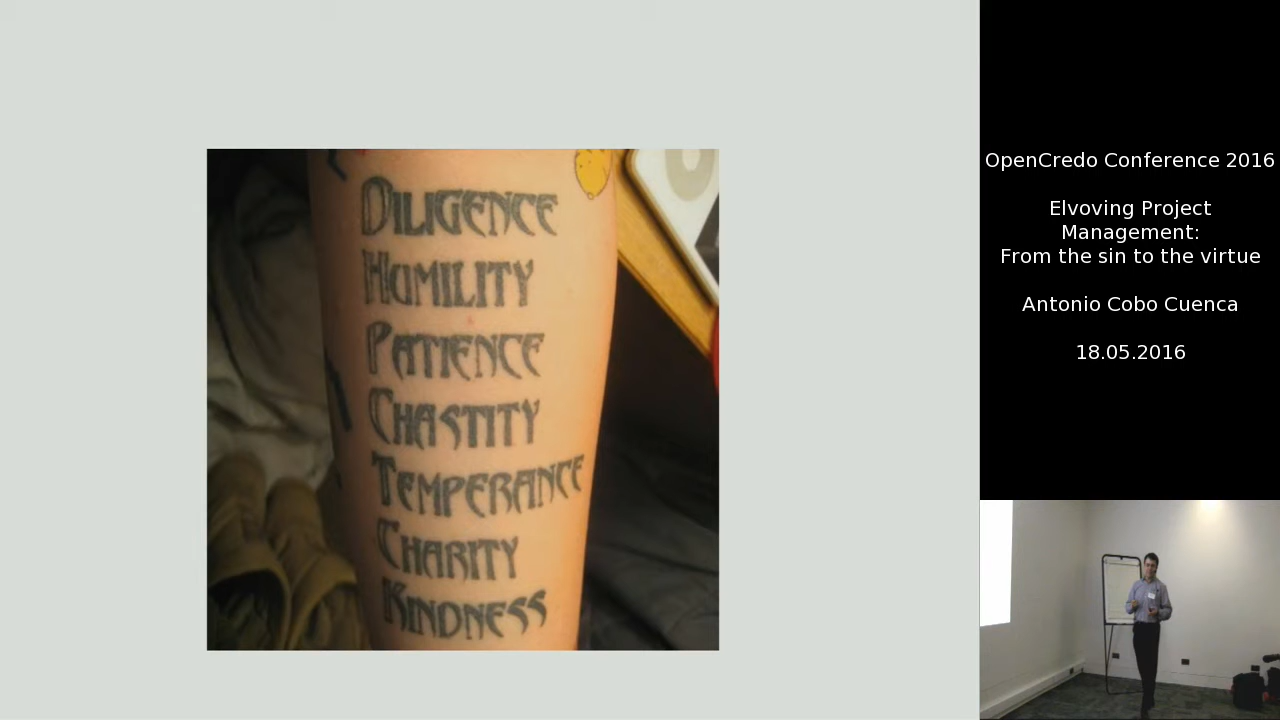 DILIGENCE
HUMILITY
PATIENCE
CHASTITY
TEMPERANCE
CHARITY
KINDNESS
OpenCredo Conference 2016
Elvoving Project
Management:
From the sin to the virtue
Antonio Cobo Cuenca
18.05.2016